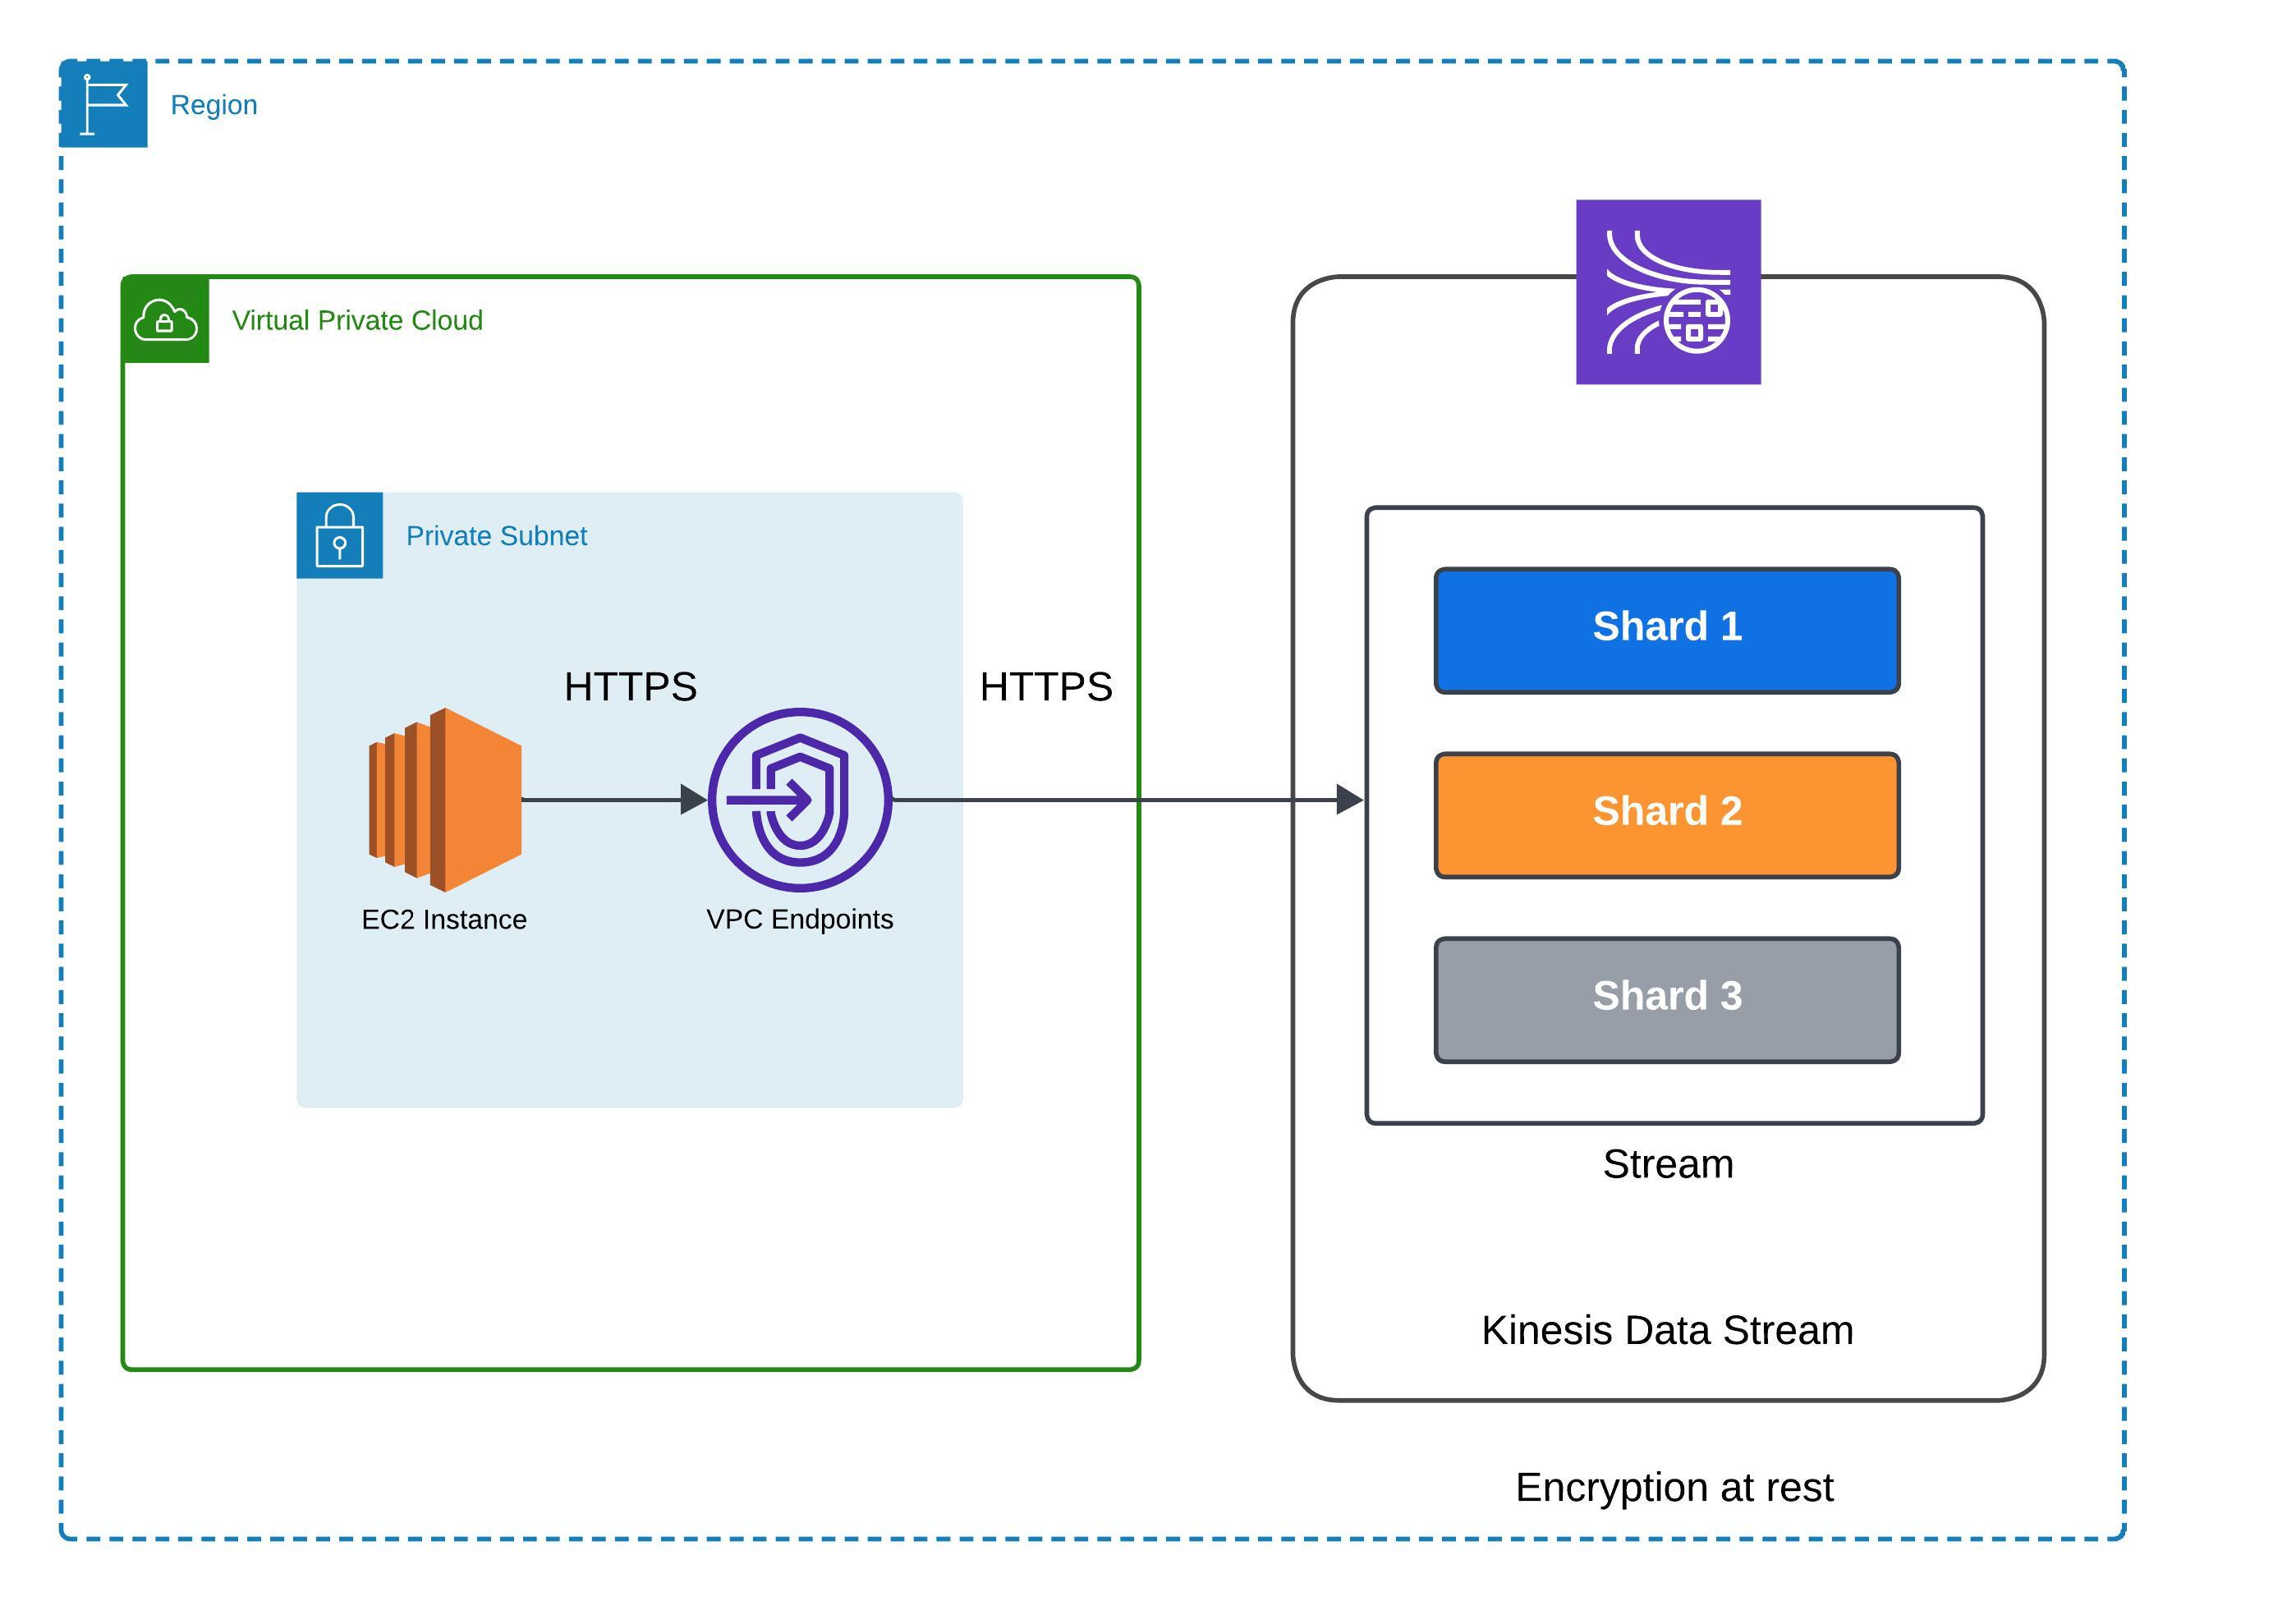 Region
Virtual Private Cloud
Private Subnet
HTTPS
HTTPS
EC2 Instance
VPC Endpoints
Shard 1
Shard 2
Shard 3
Stream
Kinesis Data Stream
Encryption at rest